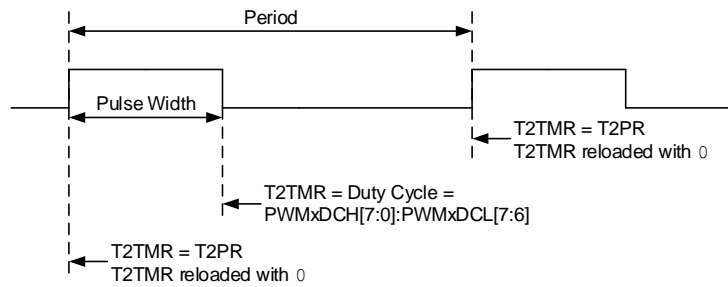 Period
Pulse Width
T2TMR = T2PR
T2TMR reloaded with 0
T2TMR = Duty Cycle =
PWMxDCH[7:0]:PWMxDCL[7:6]
T2TMR = T2PR
T2TMR reloaded with 0